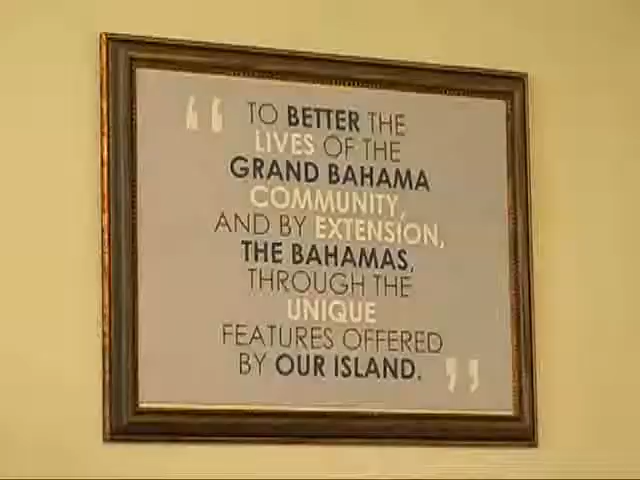 “ TO BETTER THE
LIVES OF THE
GRAND BAHAMA
COMMUNITY,
AND BY EXTENSION,
THE BAHAMAS,
THROUGH THE
UNIQUE
FEATURES OFFERED
BY OUR ISLAND. ”